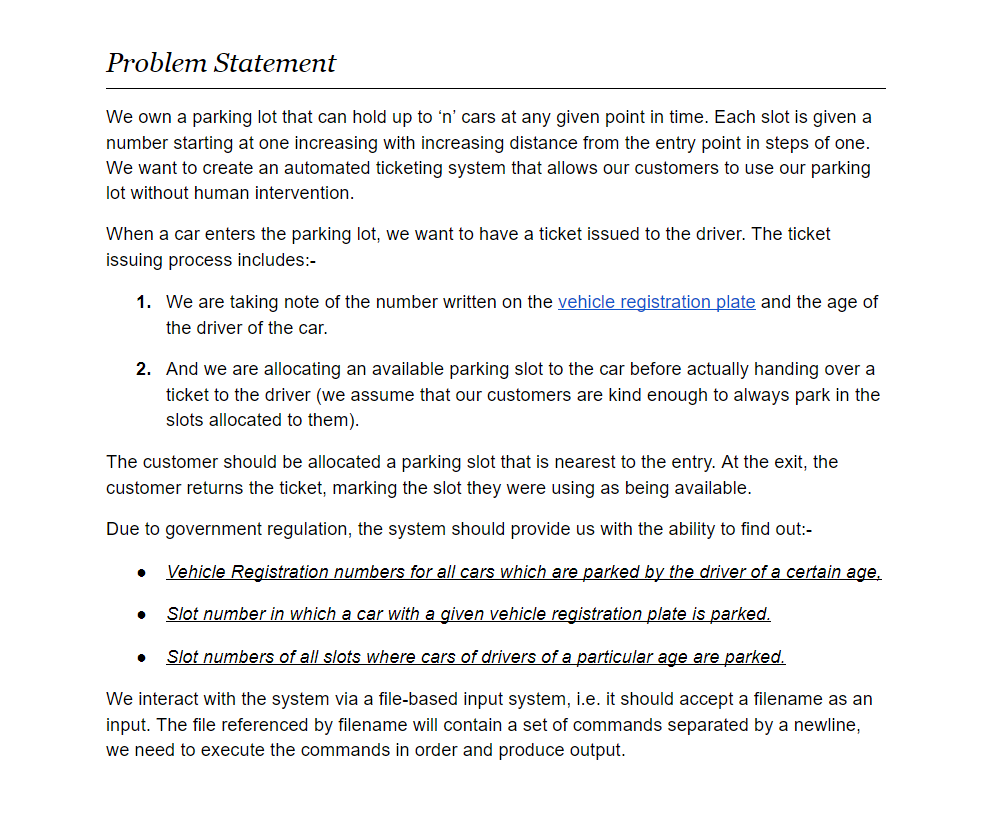 Problem Statement
We own a parking lot that can hold up to ‘n’ cars at any given point in time. Each slot is given a
number starting at one increasing with increasing distance from the entry point in steps of one.
We want to create an automated ticketing system that allows our customers to use our parking
lot without human intervention.
When a car enters the parking lot, we want to have a ticket issued to the driver. The ticket
issuing process includes:-
1. We are taking note of the number written on the vehicle registration plate and the age of
the driver of the car.
2. And we are allocating an available parking slot to the car before actually handing over a
ticket to the driver (we assume that our customers are kind enough to always park in the
slots allocated to them).
The customer should be allocated a parking slot that is nearest to the entry. At the exit, the
customer returns the ticket, marking the slot they were using as being available.
Due to government regulation, the system should provide us with the ability to find out:-
● Vehicle Registration numbers for all cars which are parked by the driver of a certain age,
● Slot number in which a car with a given vehicle registration plate is parked.
● Slot numbers of all slots where cars of drivers of a particular age are parked.
We interact with the system via a file-based input system, i.e. it should accept a filename as an
input. The file referenced by filename will contain a set of commands separated by a newline,
we need to execute the commands in order and produce output.